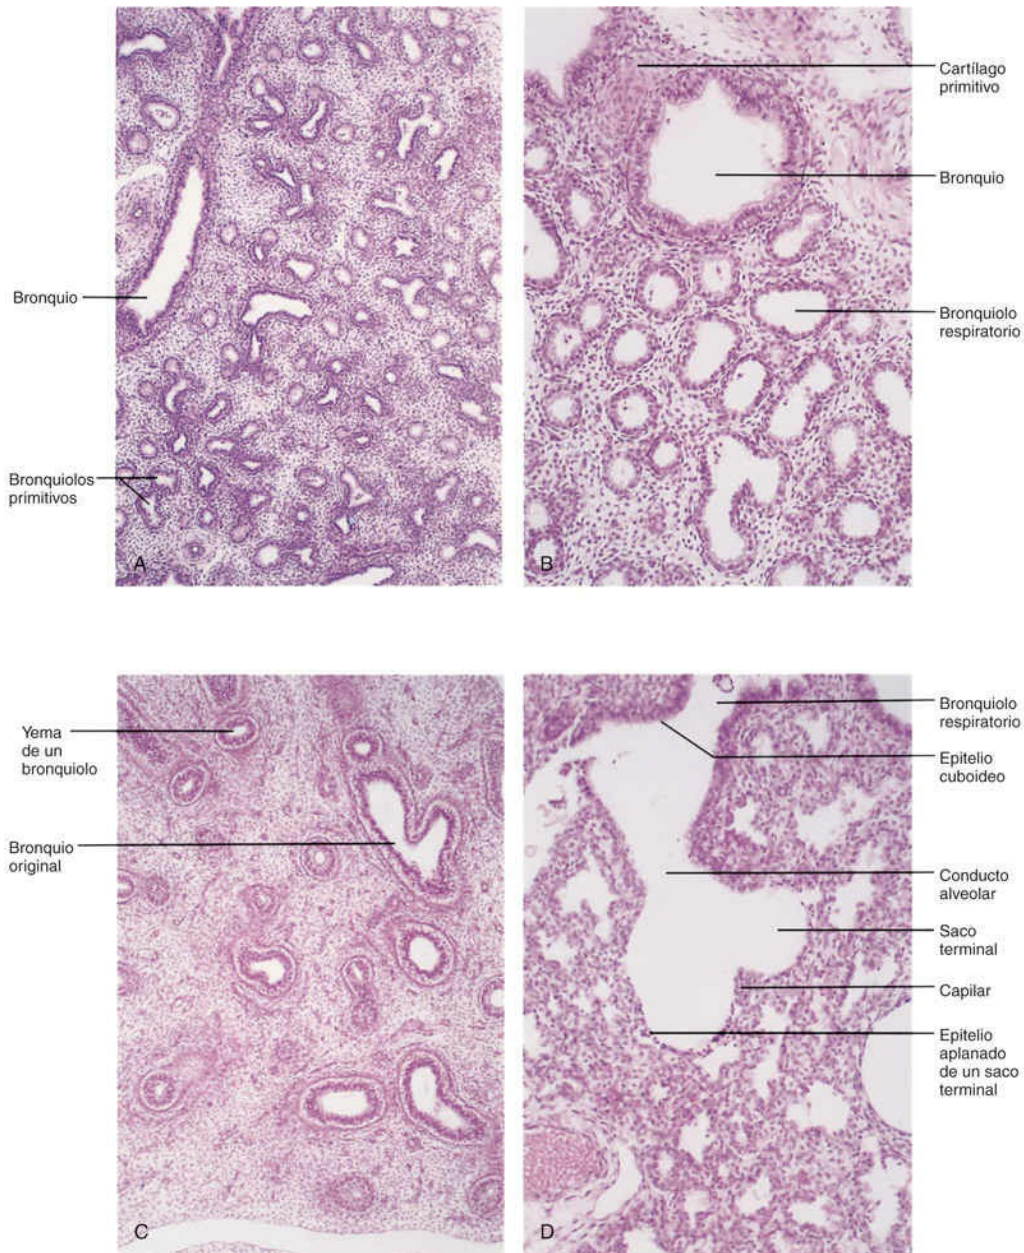 Bronquio
Bronquiolos
primitivos
A
Cartílago
primitivo
Bronquio
Bronquiolo
respiratorio
B
Yema
de un
bronquiolo
Bronquio
original
C
Bronquiolo
respiratorio
Epitelio
cuboideo
Conducto
alveolar
Saco
terminal
Capilar
Epitelio
aplanado
de un saco
terminal
D